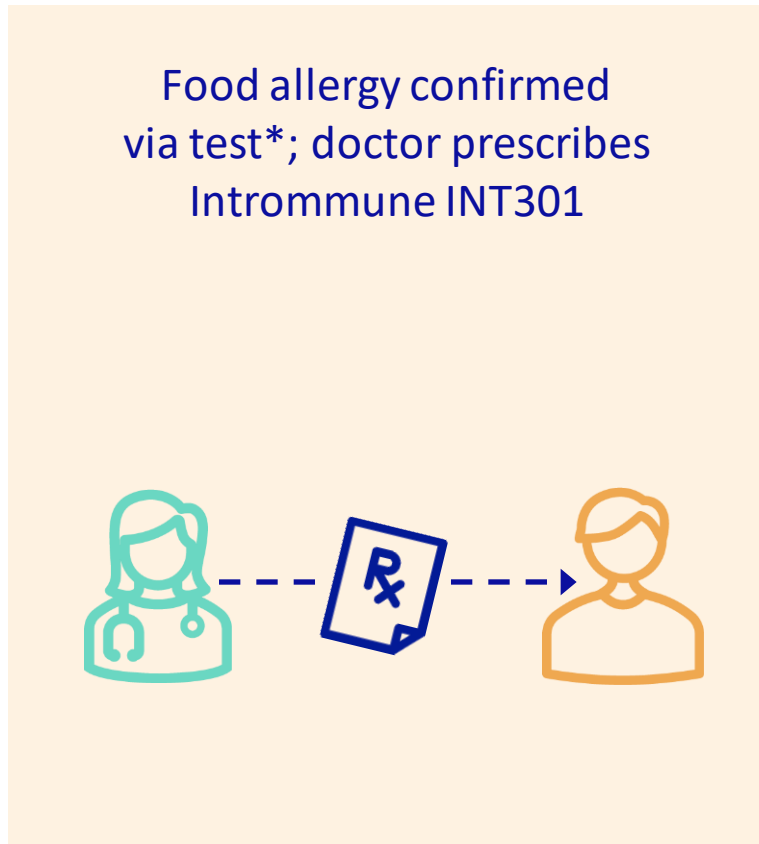 Food allergy confirmed
via test*; doctor prescribes
Intrommune INT301
Rx